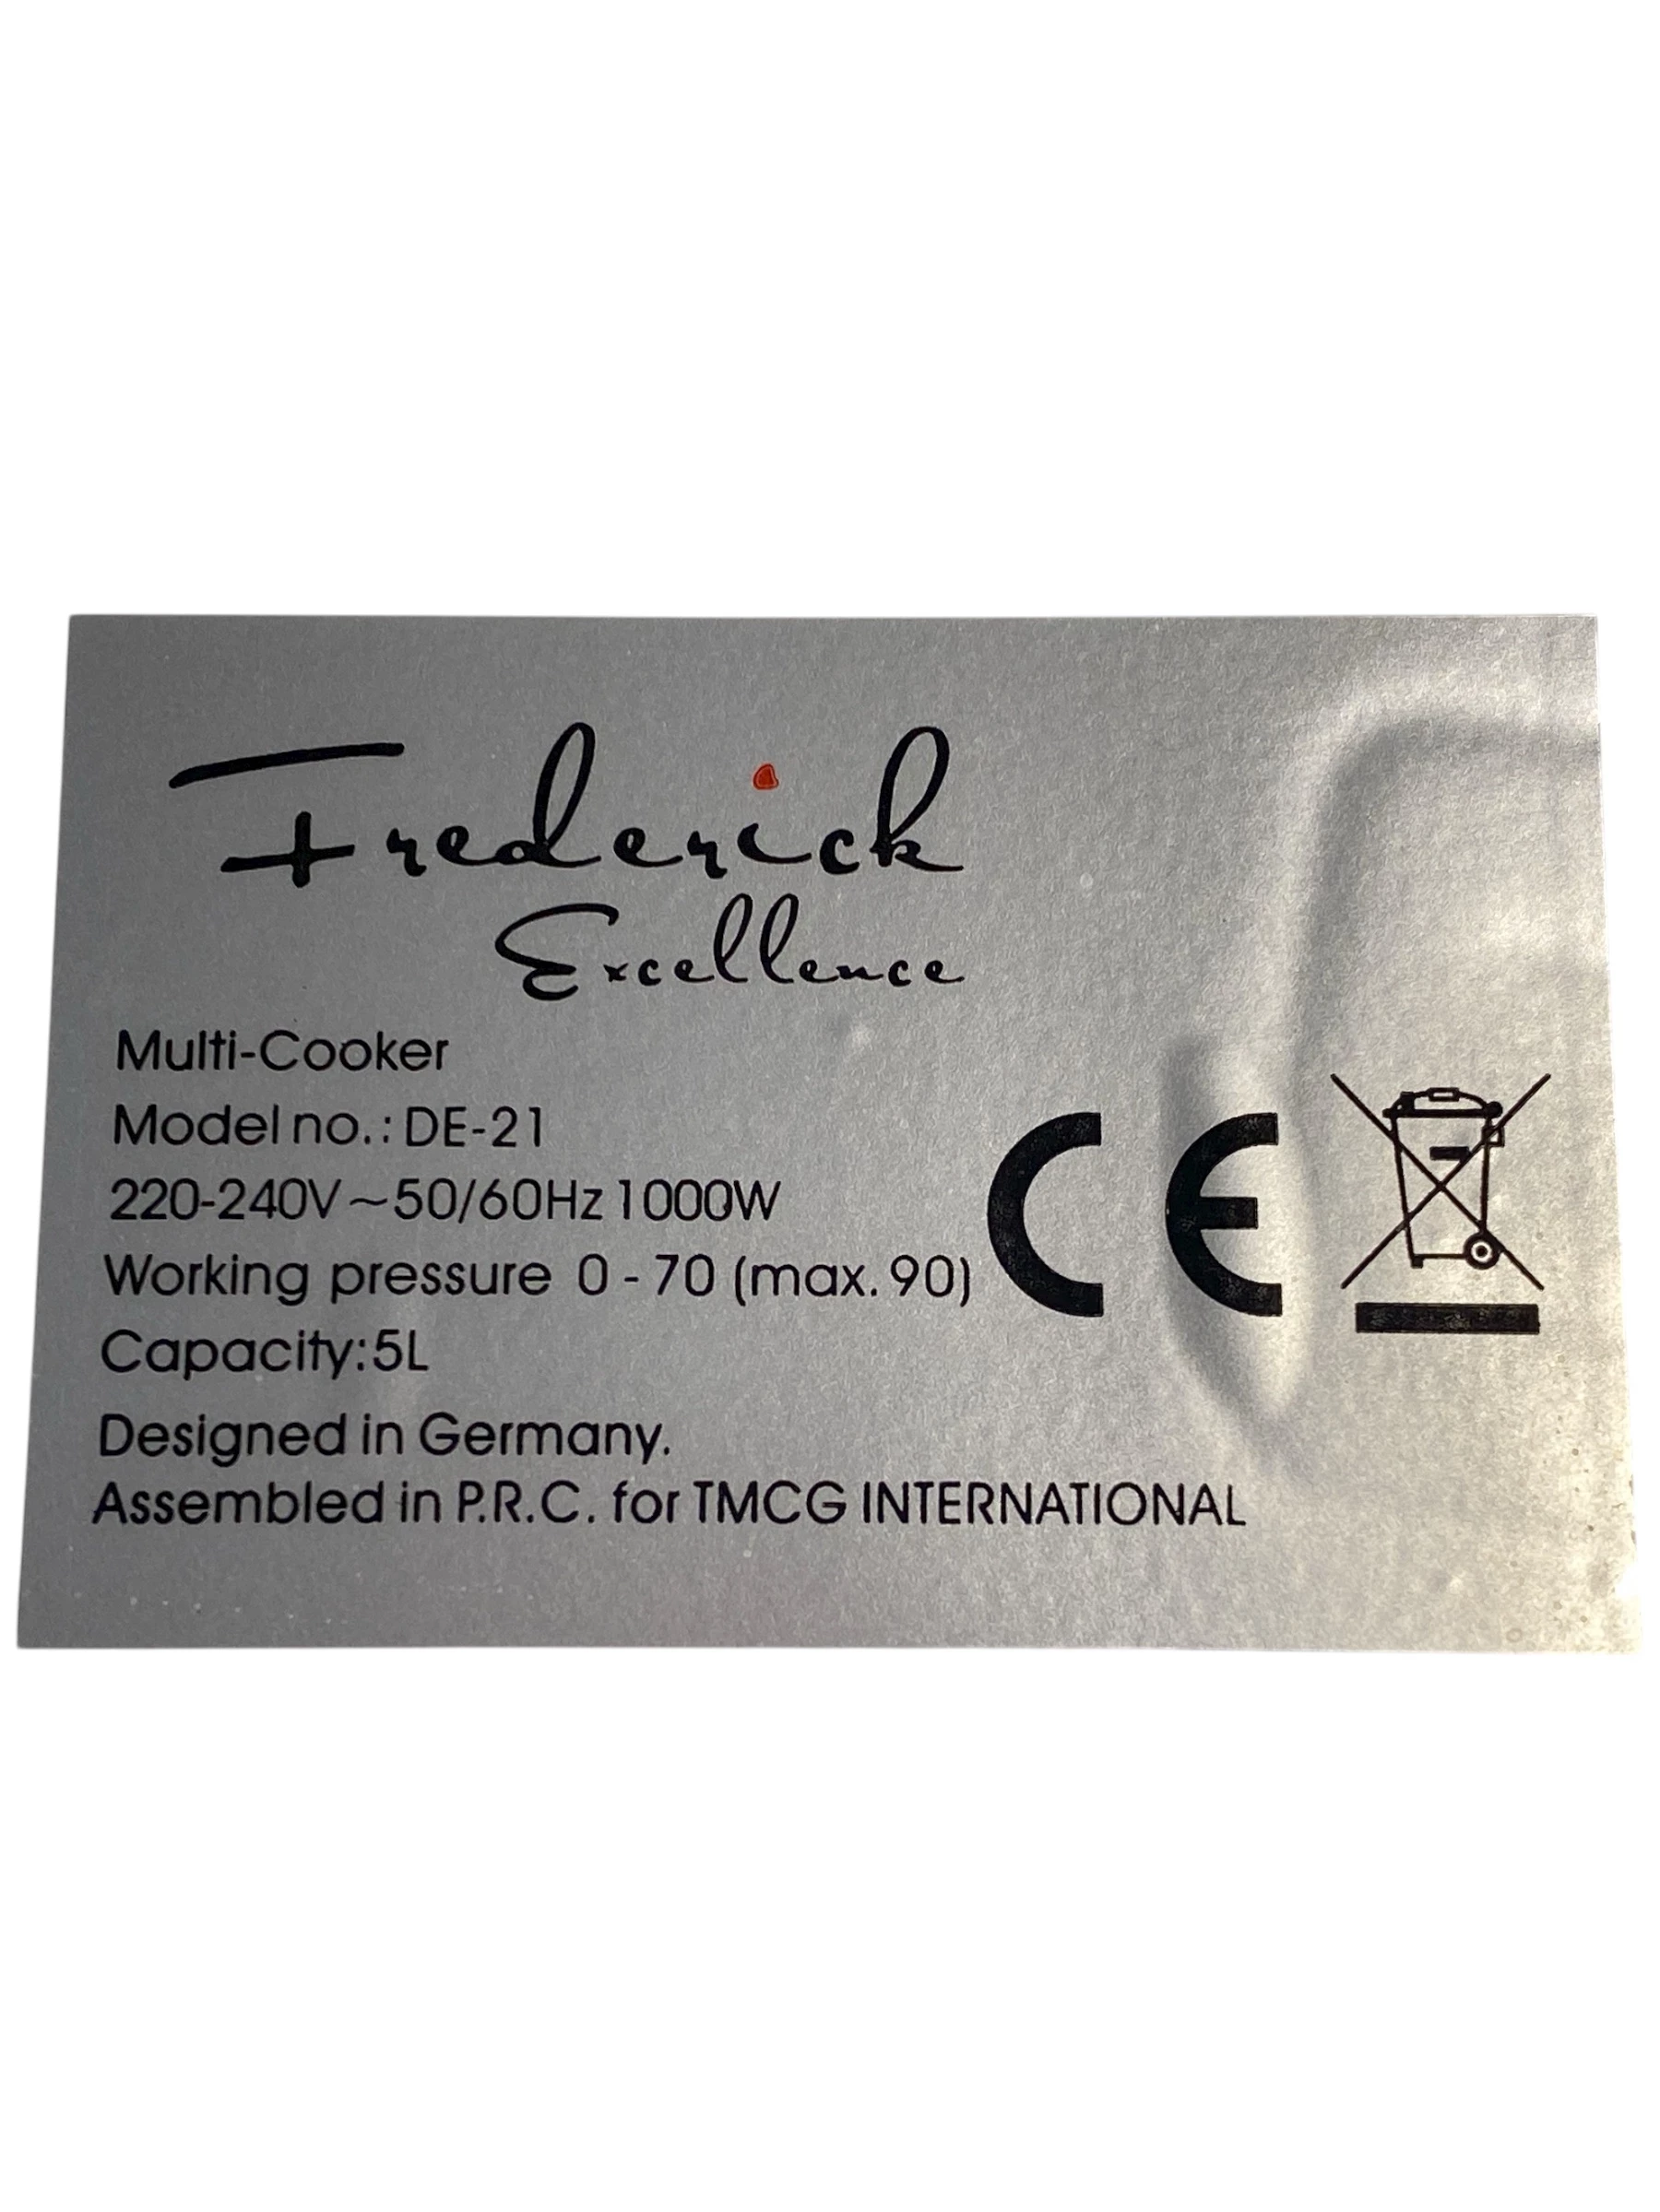 Frederick
Excellence
Multi-Cooker
Model no.: DE-21
220-240V~50/60Hz 1000W
Working pressure 0 - 70 (max. 90)
Capacity:5L
CE
Designed in Germany.
Assembled in P.R.C. for TMCG INTERNATIONAL